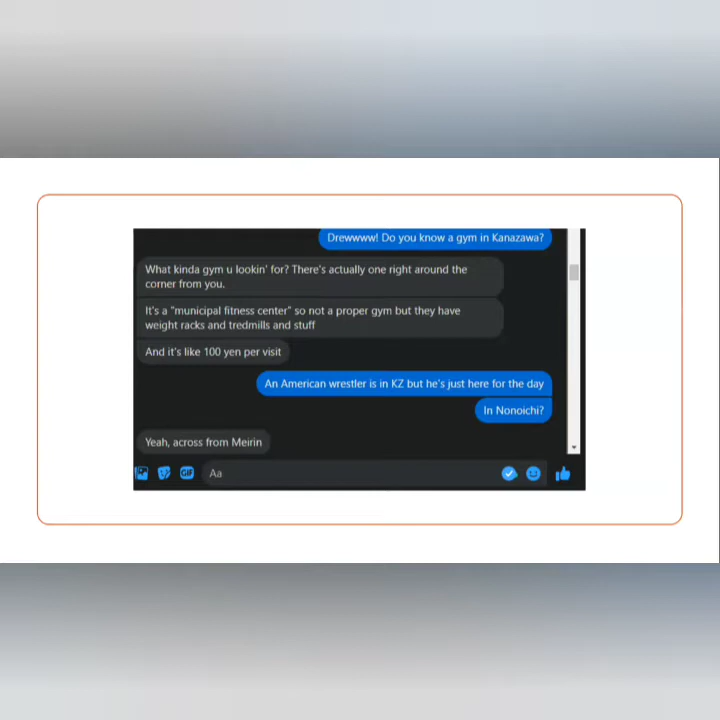 Drewwww! Do you know a gym in Kanazawa?
What kinda gym u lookin' for? There's actually one right around the
corner from you.
It's a "municipal fitness center" so not a proper gym but they have
weight racks and tredmills and stuff
And it's like 100 yen per visit
An American wrestler is in KZ but he's just here for the day
In Nonoichi?
Yeah, across from Meirin
GIF
Aa